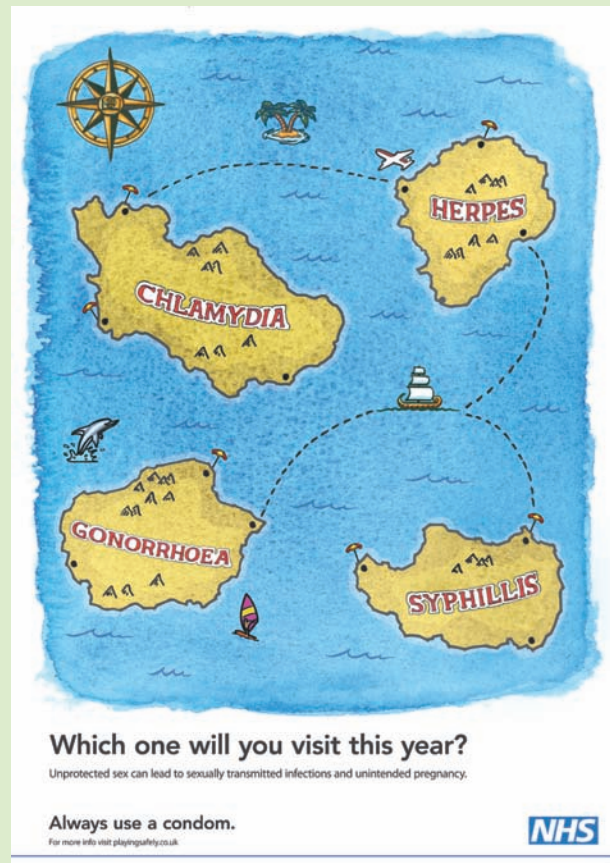 HERPES
CHLAMYDIA
GONORRHOEA
SYPHILLIS
Which one will you visit this year?
Unprotected sex can lead to sexually transmitted infections and unintended pregnancy.
Always use a condom.
For more info visit playingsafely.co.uk
NHS